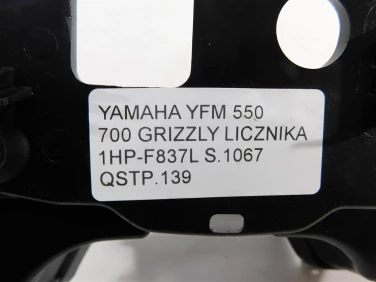 YAMAHA YFM 550
700 GRIZZLY LICZNIKA
1HP-F837L S.1067
QSTP.139